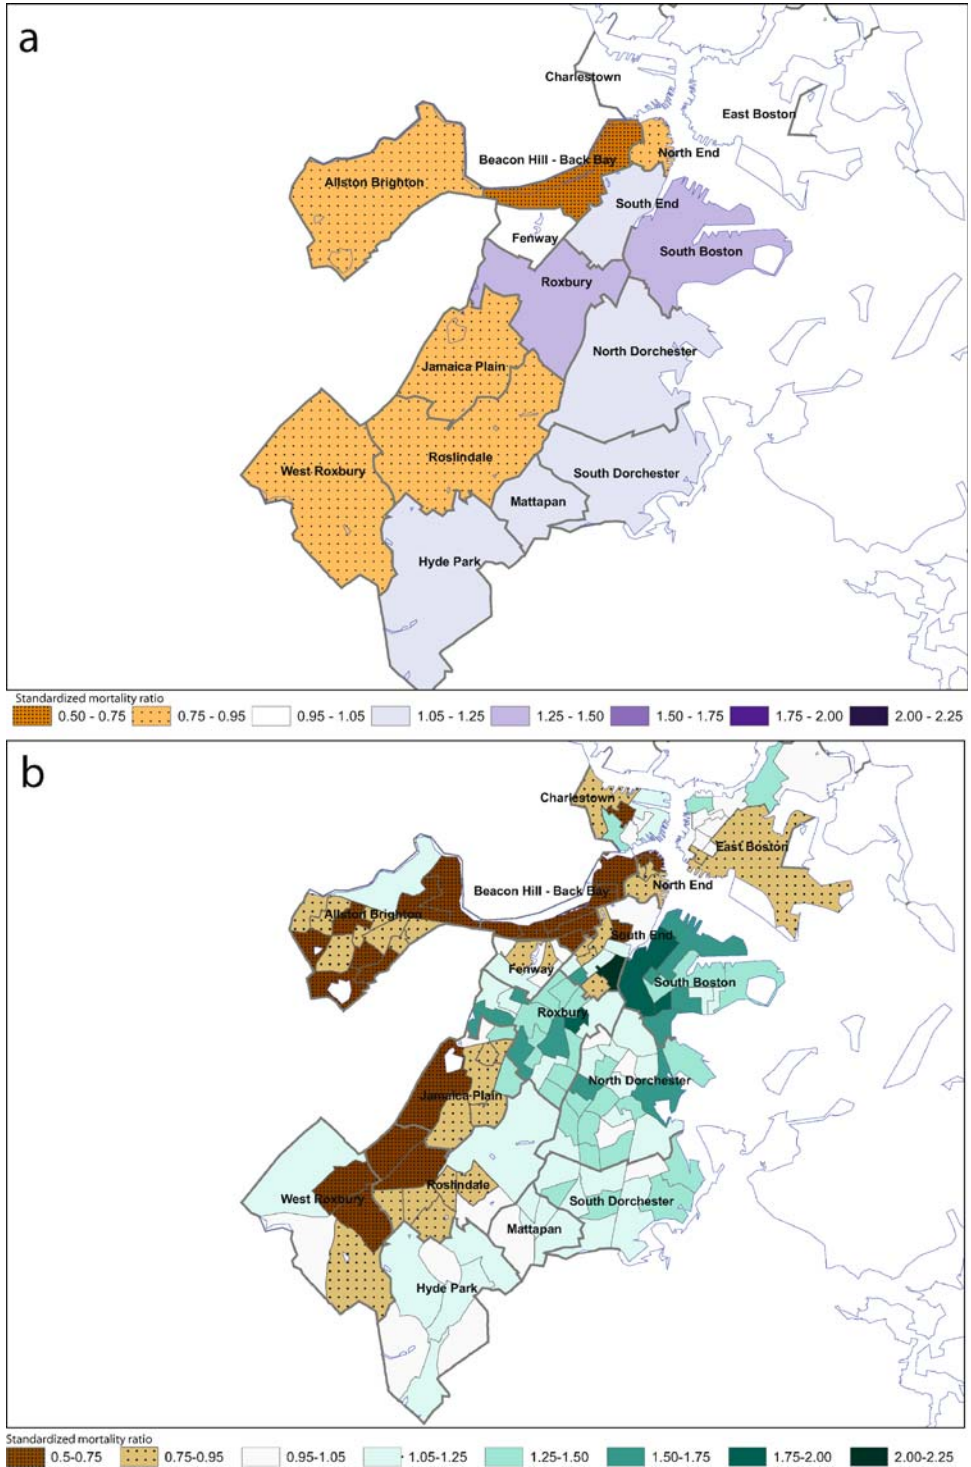 a
Charlestown
East Boston
Beacon Hill - Back Bay
North End
Allston Brighton
South End
Fenway
South Boston
Roxbury
North Dorchester
Jamaica Plain
Roslindale
West Roxbury
South Dorchester
Mattapan
Hyde Park
Standardized mortality ratio
0.50 - 0.75 0.75 - 0.95 0.95 - 1.05 1.05 - 1.25 1.25 - 1.50 1.50 - 1.75 1.75 - 2.00 2.00 - 2.25
b
Charlestown
East Boston
Beacon Hill - Back Bay
North End
Allston Brighton
South End
Fenway
South Boston
Roxbury
North Dorchester
Jamaica Plain
Roslindale
West Roxbury
South Dorchester
Mattapan
Hyde Park
Standardized mortality ratio
0.5-0.75 0.75-0.95 0.95-1.05 1.05-1.25 1.25-1.50 1.50-1.75 1.75-2.00 2.00-2.25